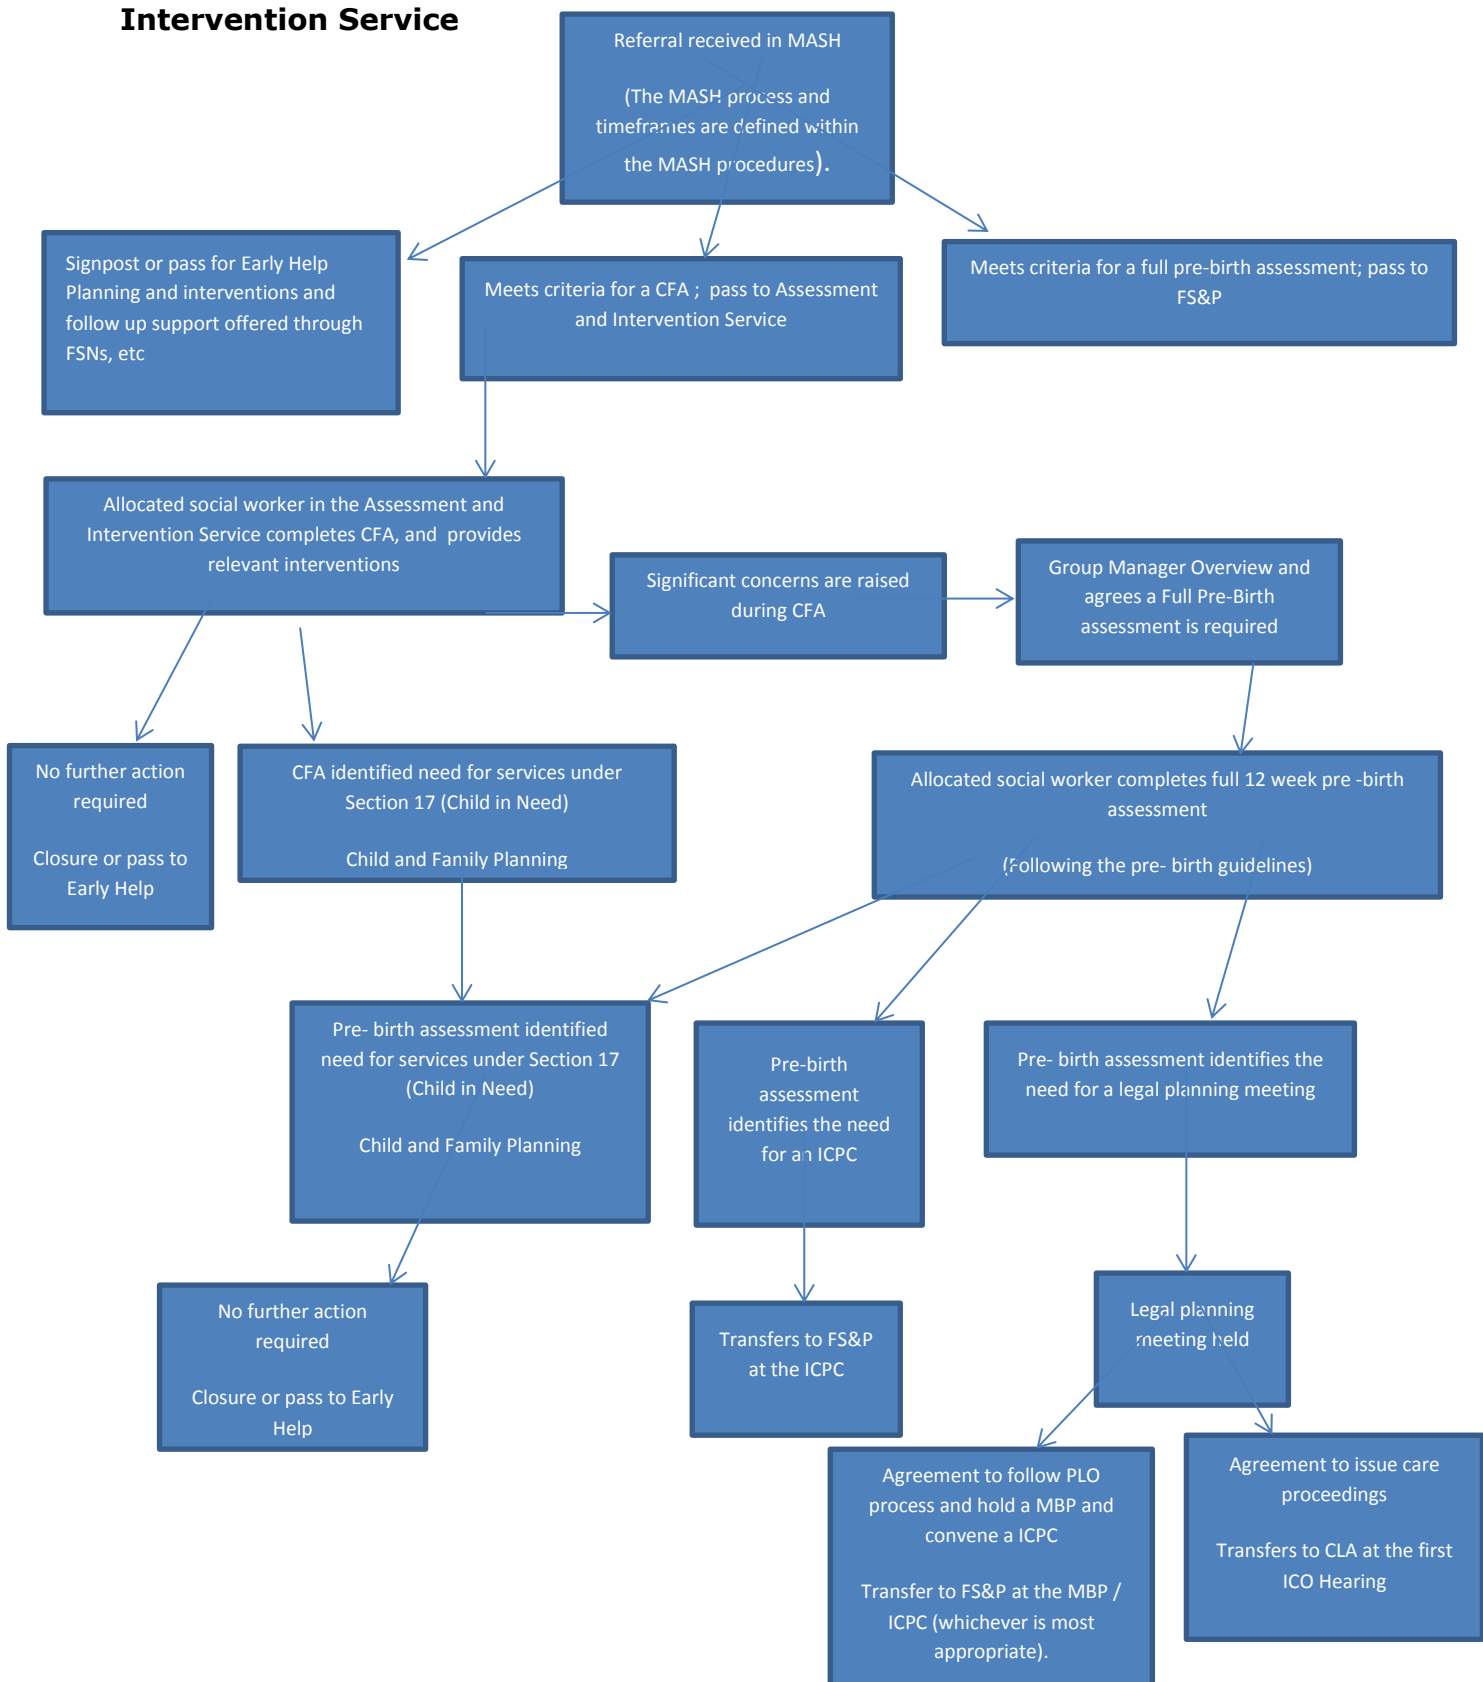 Intervention Service
Referral received in MASH
(The MASH process and
timeframes are defined within
the MASH procedures).
Signpost or pass for Early Help
Planning and interventions and
follow up support offered through
FSNs, etc
Meets criteria for a CFA ;  pass to Assessment
and Intervention Service
Meets criteria for a full pre-birth assessment; pass to
FS&P
Allocated social worker in the Assessment and
Intervention Service completes CFA, and  provides
relevant interventions
Significant concerns are raised
during CFA
Group Manager Overview and
agrees a Full Pre-Birth
assessment is required
No further action
required
Closure or pass to
Early Help
CFA identified need for services under
Section 17 (Child in Need)
Child and Family Planning
Allocated social worker completes full 12 week pre -birth
assessment
(Following the pre- birth guidelines)
Pre- birth assessment identified
need for services under Section 17
(Child in Need)
Child and Family Planning
Pre-birth
assessment
identifies the need
for an ICPC
Pre- birth assessment identifies the
need for a legal planning meeting
No further action
required
Closure or pass to Early
Help
Transfers to FS&P
at the ICPC
Legal planning
meeting held
Agreement to follow PLO
process and hold a MBP and
convene a ICPC
Transfer to FS&P at the MBP /
ICPC (whichever is most
appropriate).
Agreement to issue care
proceedings
Transfers to CLA at the first
ICO Hearing